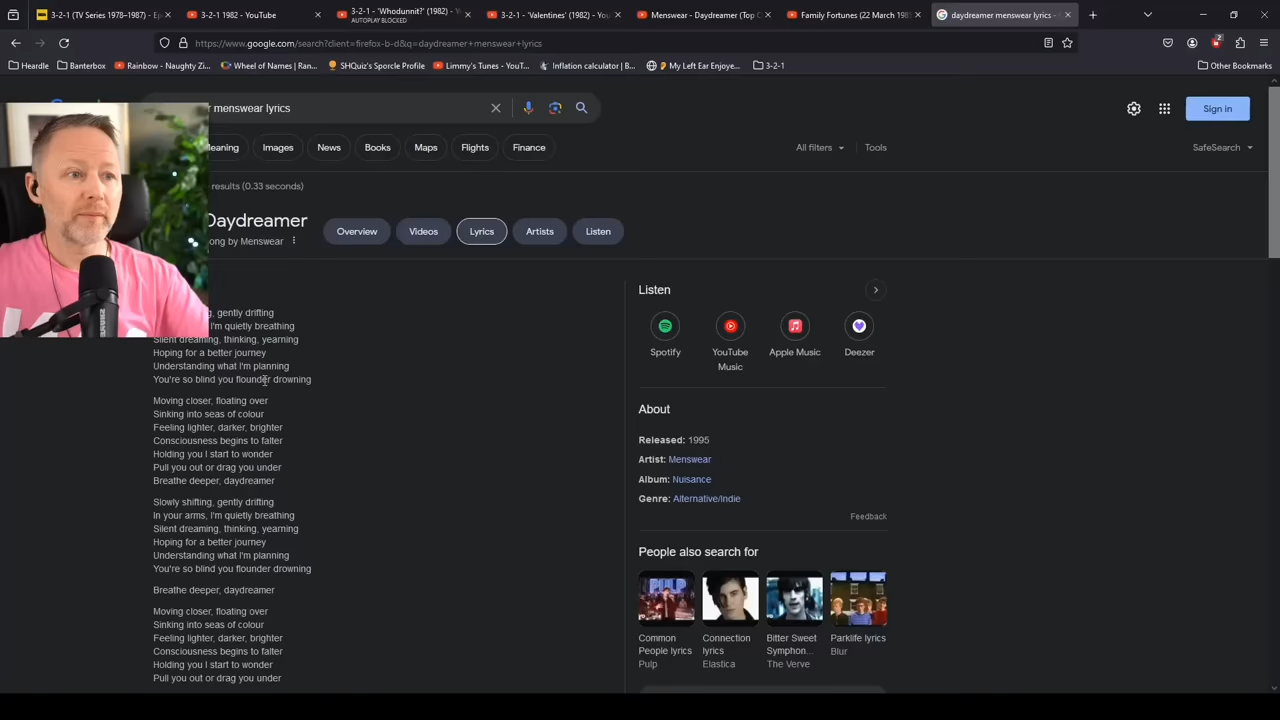 3-2-1 (TV Series 1978–1987) - Ep
3-2-1 1982 - YouTube
3-2-1 - 'Whodunnit?' (1982) - Yo
AUTOPLAY BLOCKED
3-2-1 - 'Valentines' (1982) - You
Menswear - Daydreamer (Top O
Family Fortunes (22 March 198
daydreamer menswear lyrics -
https://www.google.com/search?client=firefox-b-d&q=daydreamer+menswear+lyrics
2
Heardle
Banterbox
Rainbow - Naughty Zi...
Wheel of Names | Ran...
SHQuiz's Sporcle Profile
Limmy's Tunes - YouT...
Inflation calculator | B...
My Left Ear Enjoye...
3-2-1
Other Bookmarks
r menswear lyrics
Sign in
eaning
Images
News
Books
Maps
Flights
Finance
All filters
Tools
SafeSearch
results (0.33 seconds)
Daydreamer
ong by Menswear
Overview
Videos
Lyrics
Artists
Listen
, gently drifting
I'm quietly breathing
Silent dreaming, thinking, yearning
Hoping for a better journey
Understanding what I'm planning
You're so blind you flounder drowning
Moving closer, floating over
Sinking into seas of colour
Feeling lighter, darker, brighter
Consciousness begins to falter
Holding you I start to wonder
Pull you out or drag you under
Breathe deeper, daydreamer
Slowly shifting, gently drifting
In your arms, I'm quietly breathing
Silent dreaming, thinking, yearning
Hoping for a better journey
Understanding what I'm planning
You're so blind you flounder drowning
Breathe deeper, daydreamer
Moving closer, floating over
Sinking into seas of colour
Feeling lighter, darker, brighter
Consciousness begins to falter
Holding you I start to wonder
Pull you out or drag you under
Listen
Spotify
YouTube
Music
Apple Music
Deezer
About
Released: 1995
Artist: Menswear
Album: Nuisance
Genre: Alternative/Indie
Feedback
People also search for
Common
People lyrics
Pulp
Connection
lyrics
Elastica
Bitter Sweet
Symphon...
The Verve
Parklife lyrics
Blur